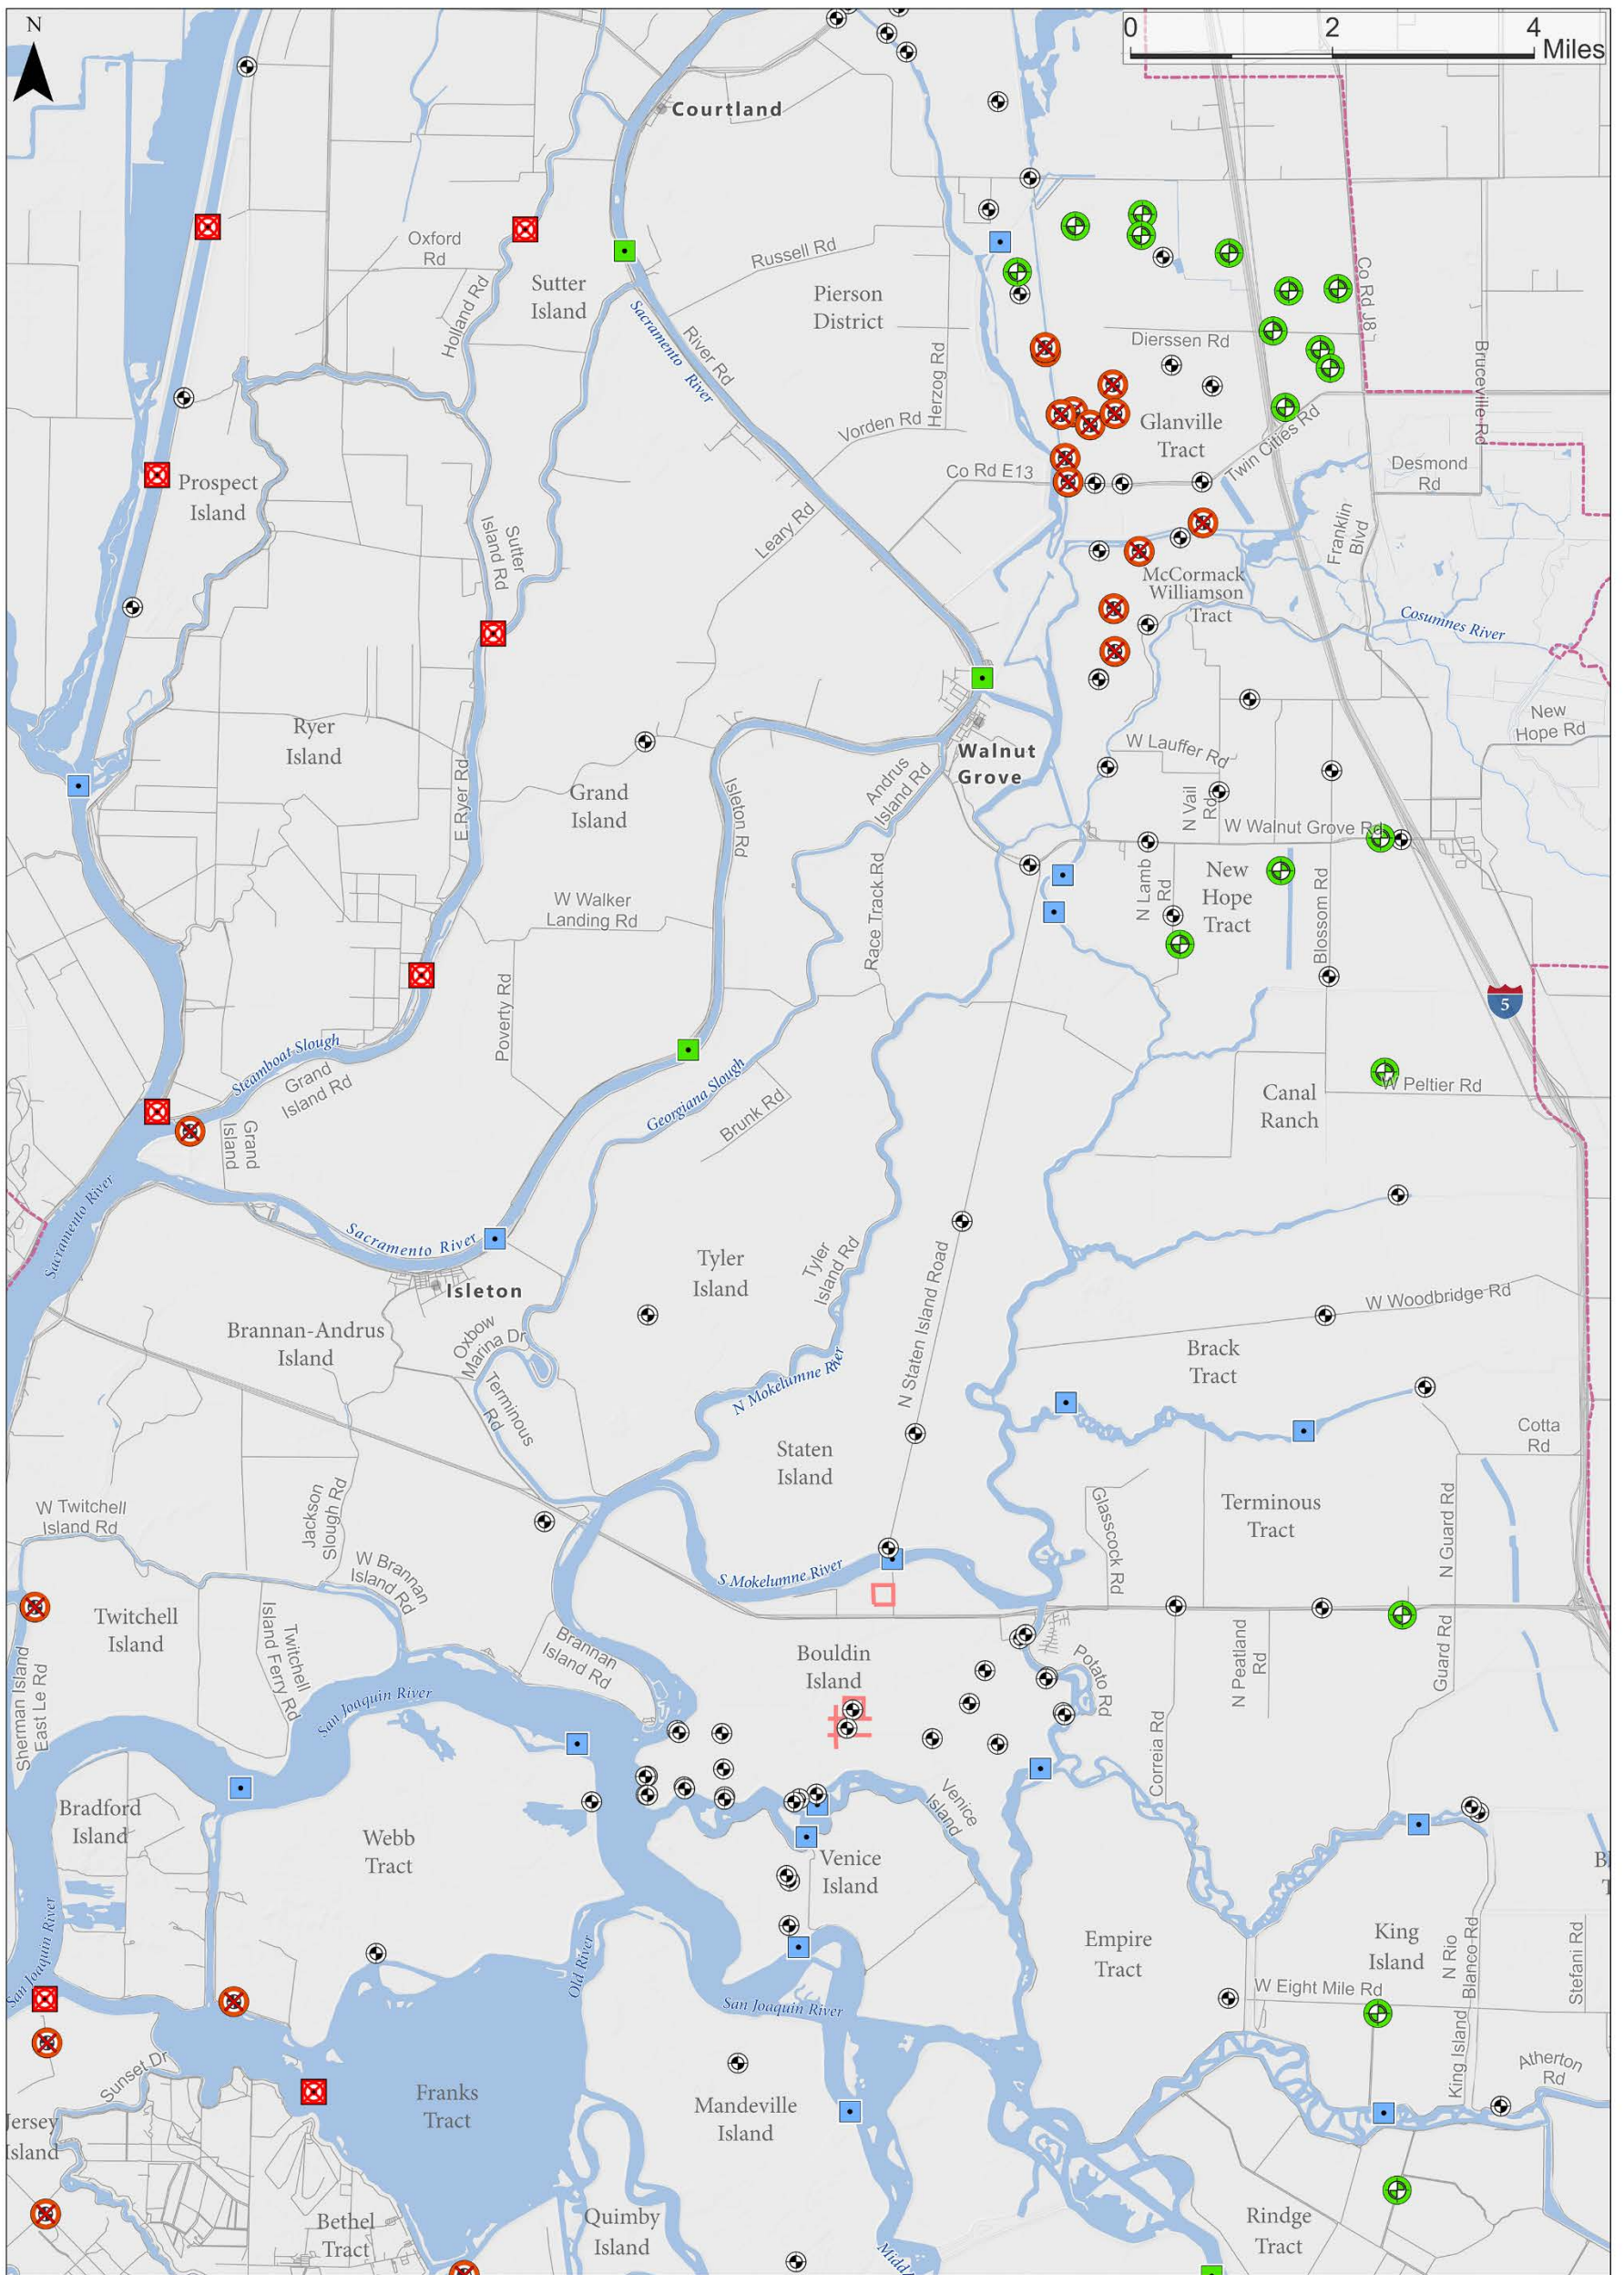 N
0 2 4
Miles
Courtland
Oxford
Rd
Holland Rd
Sutter
Island
Sacramento River
River Rd
Russell Rd
Pierson
District
Herzog Rd
Vorden Rd
Co Rd E13
Dierssen Rd
Co Rd J8
Bruceville Rd
Glanville
Tract
Twin Cities Rd
Desmond
Rd
Franklin
Blvd
Prospect
Island
Sutter
Island Rd
Leary Rd
McCormack
Williamson
Tract
Cosumnes River
New
Hope Rd
Ryer
Island
E Ryer Rd
Grand
Island
Isleton Rd
Andrus
Island Rd
Walnut
Grove
W Lauffer Rd
N Vail
Rd
W Walnut Grove Rd
N Lamb
Rd
New
Hope
Tract
Blossom Rd
W Walker
Landing Rd
Race Track Rd
Poverty Rd
5
Steamboat Slough
Grand
Island Rd
Grand
Island
Georgiana Slough
Brunk Rd
W Peltier Rd
Canal
Ranch
Sacramento River
Sacramento River
Isleton
Tyler
Island
Tyler
Island Rd
N Staten Island Road
W Woodbridge Rd
Brannan-Andrus
Island
Oxbow
Marina Dr
Terminous
Rd
N Mokelumne River
Brack
Tract
Cotta
Rd
Staten
Island
Jackson
Slough Rd
W Twitchell
Island Rd
W Brannan
Island Rd
Glasscock Rd
Terminous
Tract
N Guard Rd
S Mokelumne River
Twitchell
Island
Twitchell
Island Ferry Rd
Sherman Island
East Le Rd
San Joaquin River
Brannan
Island Rd
Bouldin
Island
Potato Rd
N Peatland
Rd
Guard Rd
Correia Rd
Bradford
Island
Webb
Tract
Venice
Island
Venice
Island
San Joaquin River
Old River
Empire
Tract
King
Island
N Rio
Blanco Rd
Stefani Rd
W Eight Mile Rd
San Joaquin River
King Island
Atherton
Rd
Sunset Dr
Franks
Tract
Mandeville
Island
Jersey
Island
Bethel
Tract
Quimby
Island
Rindge
Tract